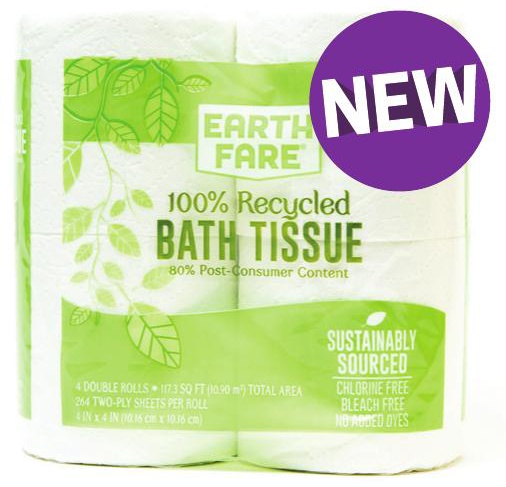 NEW
EARTH
FARE®
100% Recycled
BATH TISSUE
80% Post-Consumer Content
SUSTAINABLY
SOURCED
CHLORINE FREE
BLEACH FREE
NO ADDED DYES
4 DOUBLE ROLLS • 117.3 SQ FT (10.90 m²) TOTAL AREA
264 TWO-PLY SHEETS PER ROLL
4 IN x 4 IN (10.16 cm x 10.16 cm)